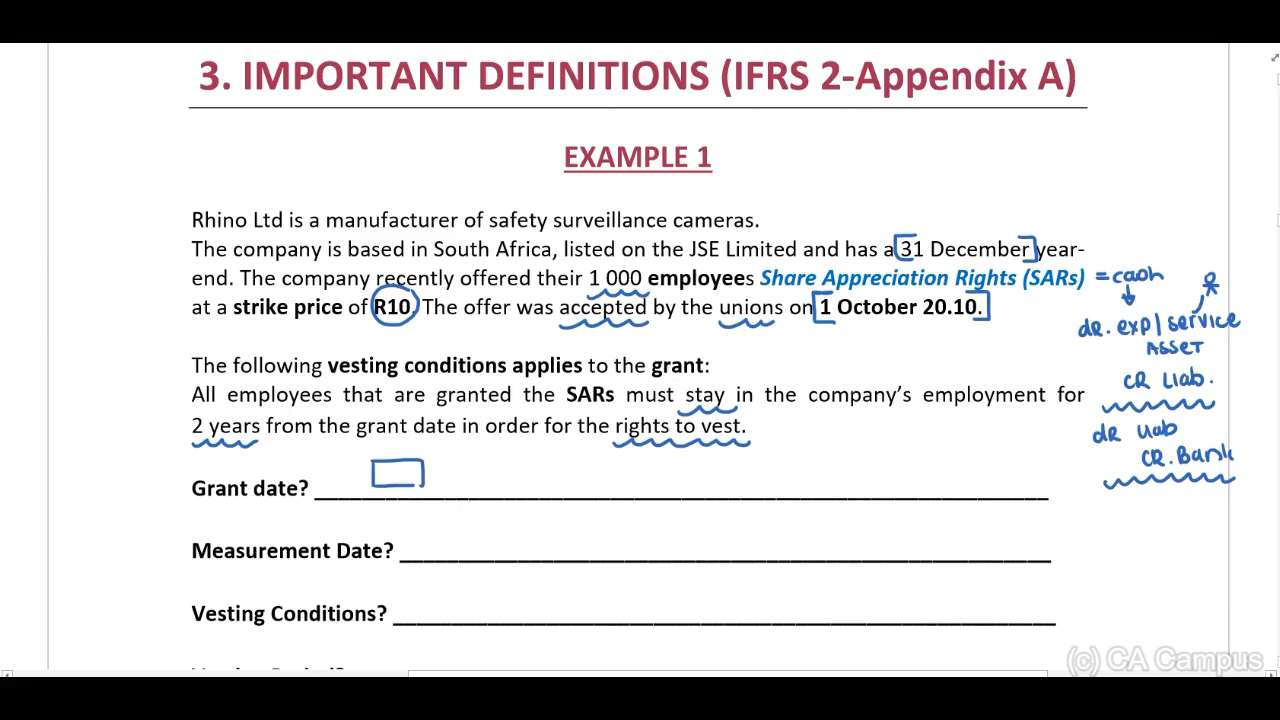 3. IMPORTANT DEFINITIONS (IFRS 2-Appendix A)
EXAMPLE 1
Rhino Ltd is a manufacturer of safety surveillance cameras.
The company is based in South Africa, listed on the JSE Limited and has a 31 December year-
end. The company recently offered their 1 000 employees Share Appreciation Rights (SARs) = cash
at a strike price of R10. The offer was accepted by the unions on 1 October 20.10.
dr. exp/service
ASSET
The following vesting conditions applies to the grant:
CR Liab.
All employees that are granted the SARs must stay in the company's employment for
2 years from the grant date in order for the rights to vest.
dr liab
CR. Bank
Grant date?
Measurement Date?
Vesting Conditions?
(c) CA Campus